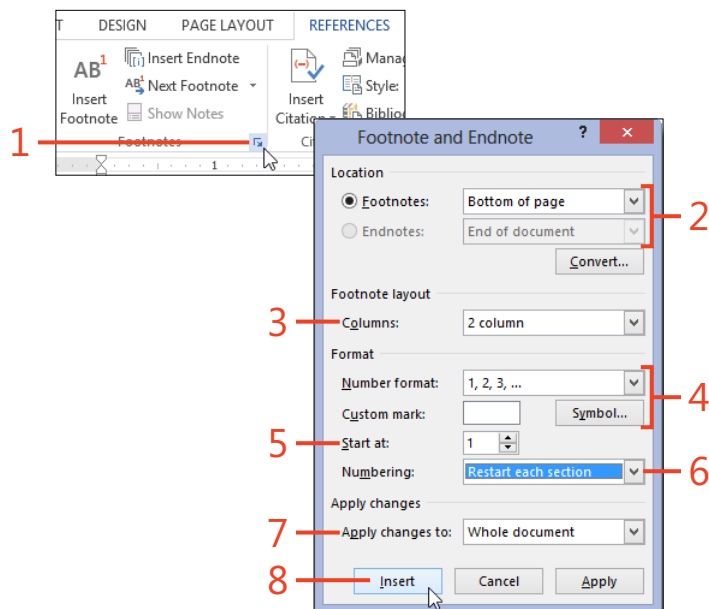 T DESIGN PAGE LAYOUT REFERENCES
AB1 Insert Footnote
Insert Endnote
AB1 Next Footnote
Show Notes
Insert Citation
Style:
Footnotes
1
1
Footnote and Endnote ? ×
Location
Footnotes: Bottom of page
Endnotes: End of document
2
Convert...
Footnote layout
3 Columns: 2 column
Format
Number format: 1, 2, 3, ...
Custom mark: Symbol...
4
5 Start at: 1
Numbering: Restart each section 6
Apply changes
7 Apply changes to: Whole document
8 Insert Cancel Apply